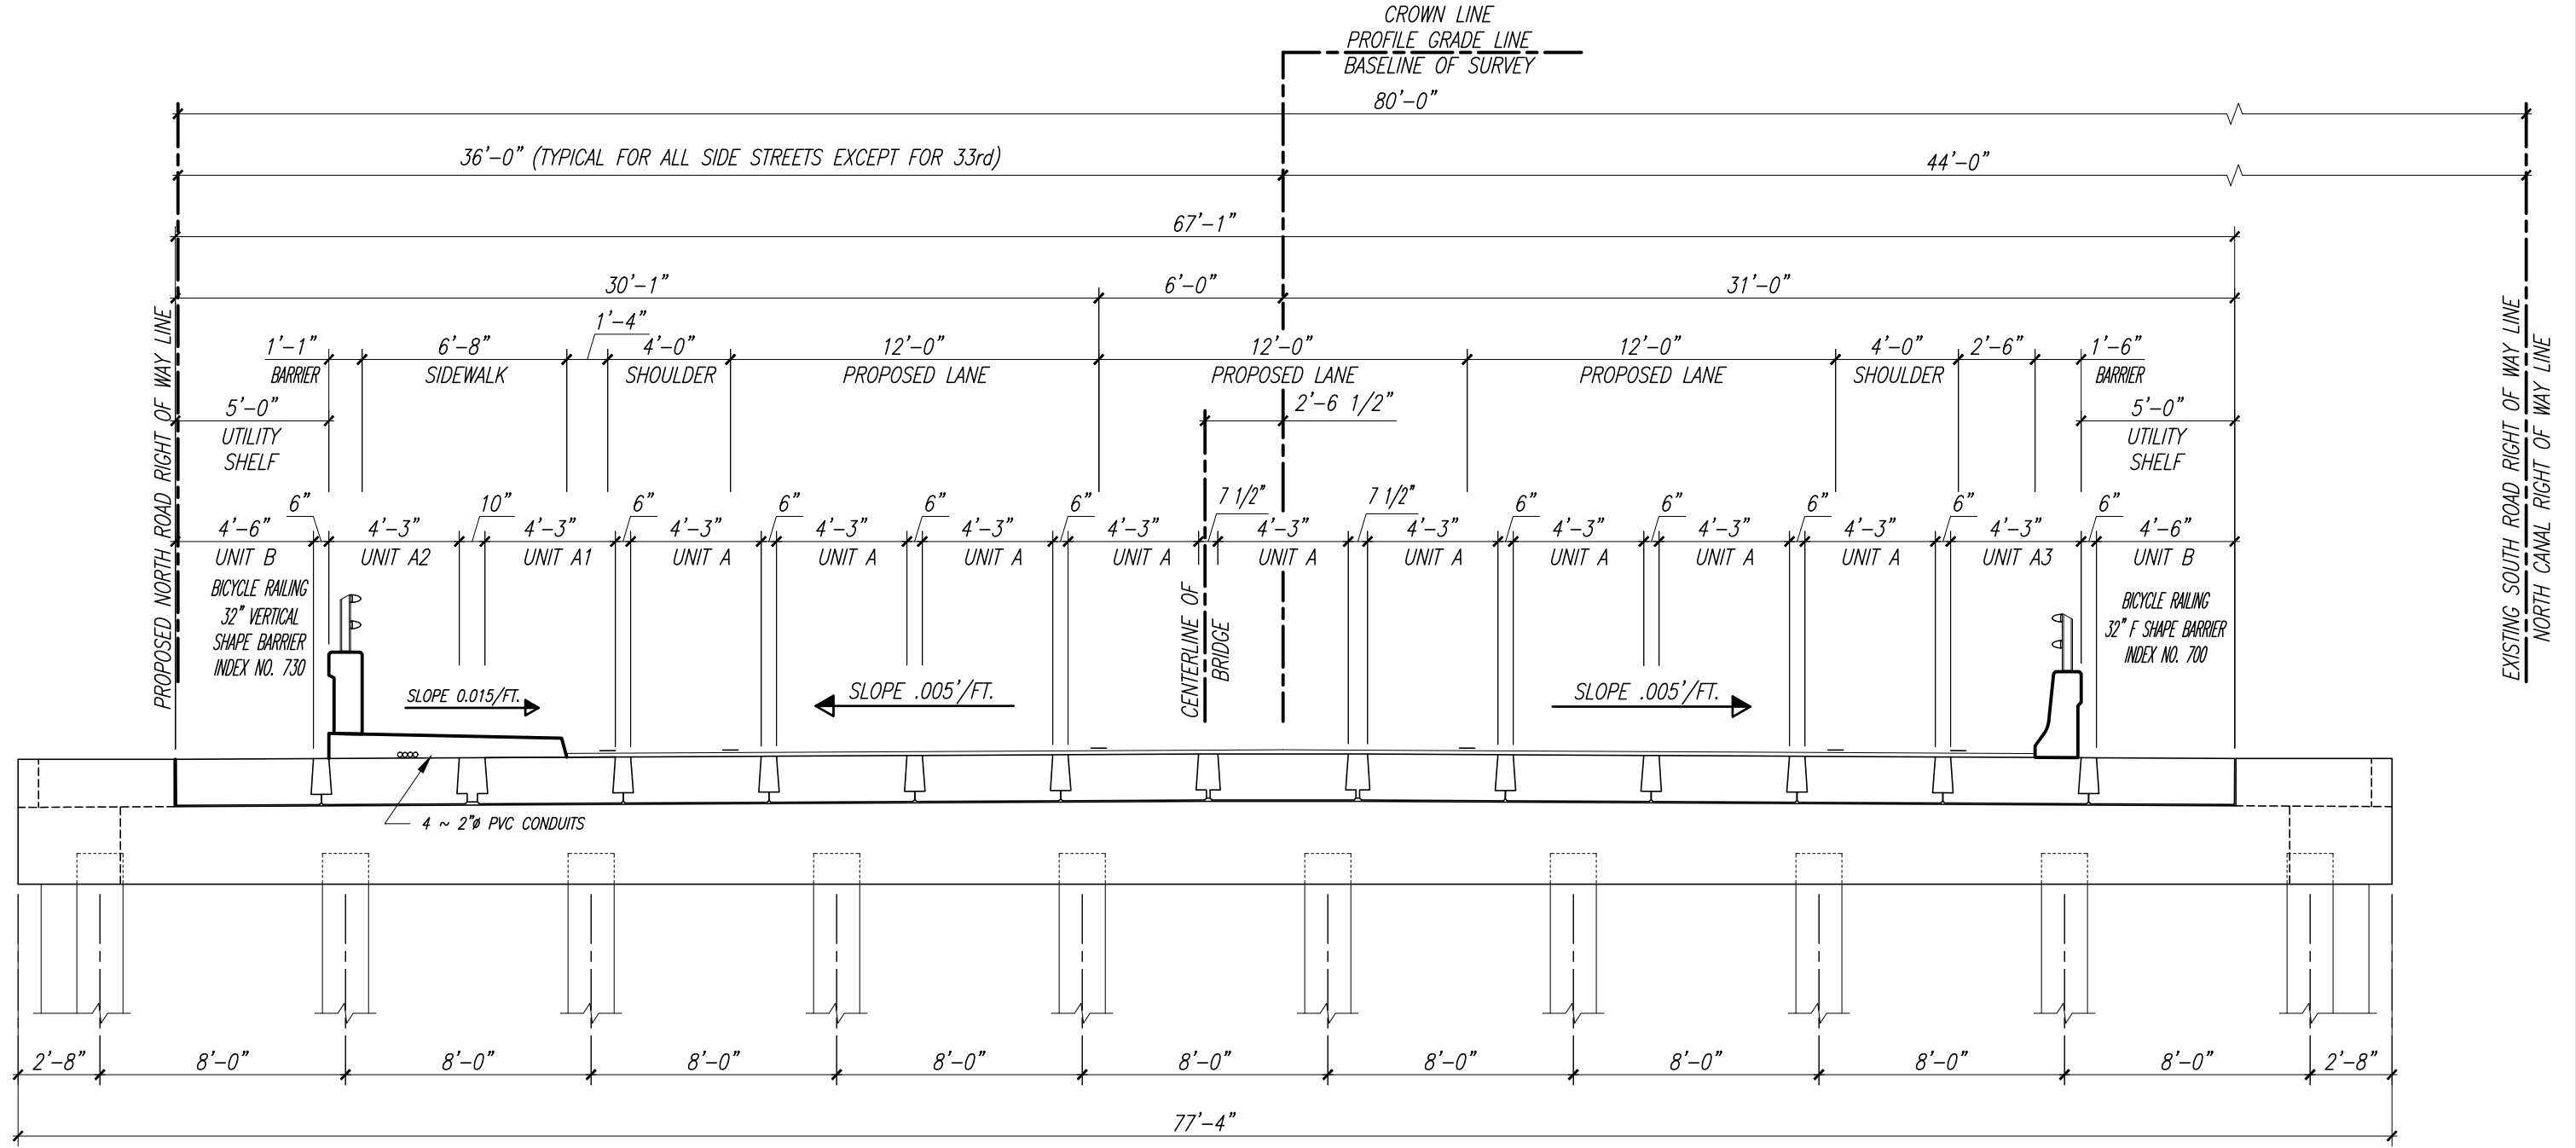 CROWN LINE
PROFILE GRADE LINE
BASELINE OF SURVEY
80'-0"
36'-0" (TYPICAL FOR ALL SIDE STREETS EXCEPT FOR 33rd)
44'-0"
67'-1"
30'-1"
6'-0"
31'-0"
1'-4"
1'-1"
6'-8"
4'-0"
12'-0"
12'-0"
12'-0"
4'-0"
2'-6"
1'-6"
BARRIER
SIDEWALK
SHOULDER
PROPOSED LANE
PROPOSED LANE
PROPOSED LANE
SHOULDER
BARRIER
5'-0"
UTILITY
SHELF
2'-6 1/2"
5'-0"
UTILITY
SHELF
PROPOSED NORTH ROAD RIGHT OF WAY LINE
EXISTING SOUTH ROAD RIGHT OF WAY LINE
NORTH CANAL RIGHT OF WAY LINE
6"
10"
6"
6"
6"
6"
7 1/2"
7 1/2"
6"
6"
6"
6"
6"
4'-6"
4'-3"
4'-3"
4'-3"
4'-3"
4'-3"
4'-3"
4'-3"
4'-3"
4'-3"
4'-3"
4'-3"
4'-3"
4'-6"
UNIT B
UNIT A2
UNIT A1
UNIT A
UNIT A
UNIT A
UNIT A
UNIT A
UNIT A
UNIT A
UNIT A
UNIT A
UNIT A3
UNIT B
BICYCLE RAILING
32" VERTICAL
SHAPE BARRIER
INDEX NO. 730
CENTERLINE OF
BRIDGE
BICYCLE RAILING
32" F SHAPE BARRIER
INDEX NO. 700
SLOPE 0.015/FT.
SLOPE .005'/FT.
SLOPE .005'/FT.
4 ~ 2"ø PVC CONDUITS
2'-8"
8'-0"
8'-0"
8'-0"
8'-0"
8'-0"
8'-0"
8'-0"
8'-0"
8'-0"
2'-8"
77'-4"